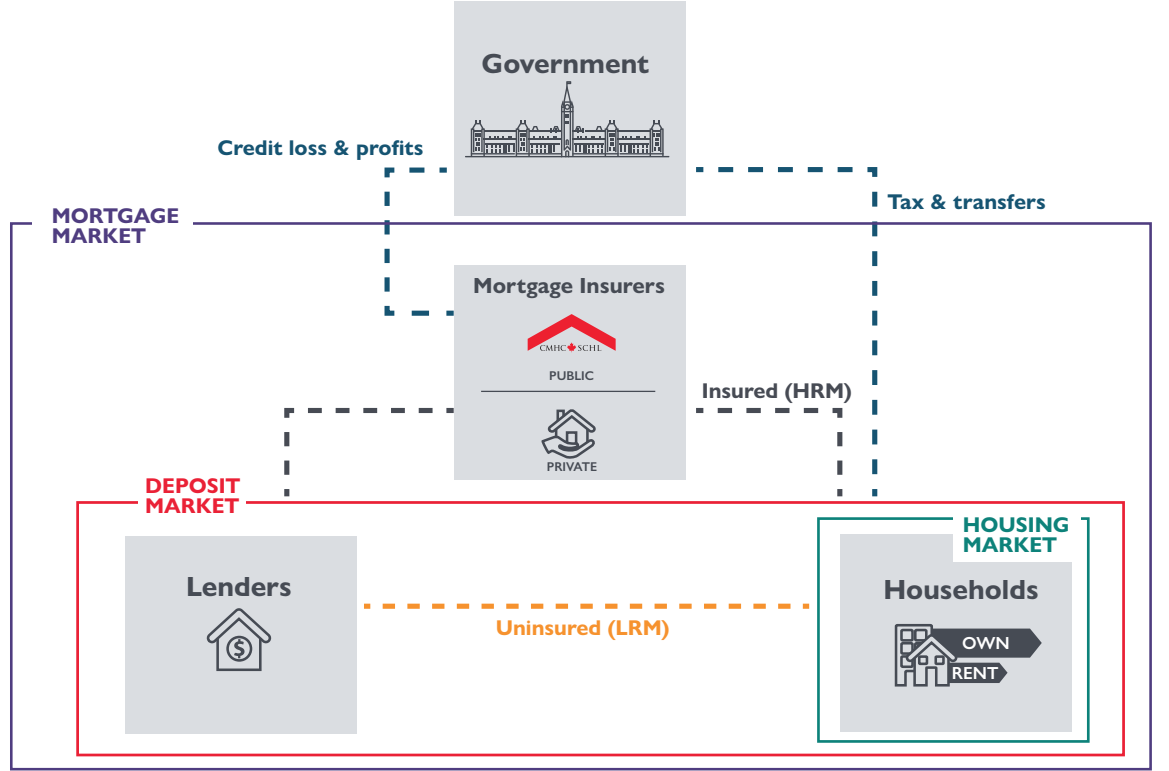 Government
Credit loss & profits
Tax & transfers
MORTGAGE
MARKET
Mortgage Insurers
CMHC SCHL
PUBLIC
Insured (HRM)
PRIVATE
DEPOSIT
MARKET
HOUSING
MARKET
Lenders
$
Households
Uninsured (LRM)
OWN
RENT